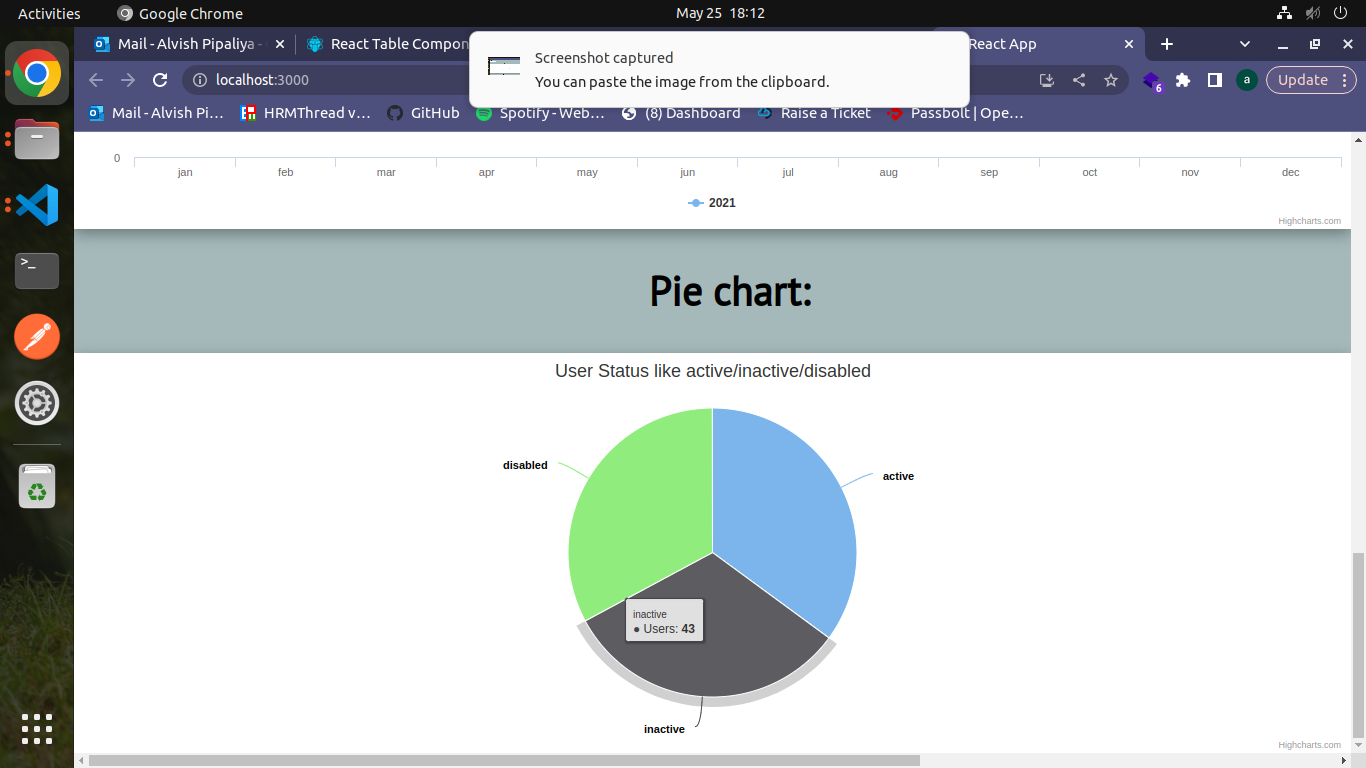 Activities
Google Chrome
May 25 18:12
Mail - Alvish Pipaliya -
React Table Compon
React App
Screenshot captured
You can paste the image from the clipboard.
localhost:3000
6
a
Update
Mail - Alvish Pi…
HRMThread v…
GitHub
Spotify - Web…
(8) Dashboard
Raise a Ticket
Passbolt | Ope…
>_
0
jan
feb
mar
apr
may
jun
jul
aug
sep
oct
nov
dec
2021
Highcharts.com
Pie chart:
User Status like active/inactive/disabled
disabled
active
inactive
● Users: 43
inactive
Highcharts.com